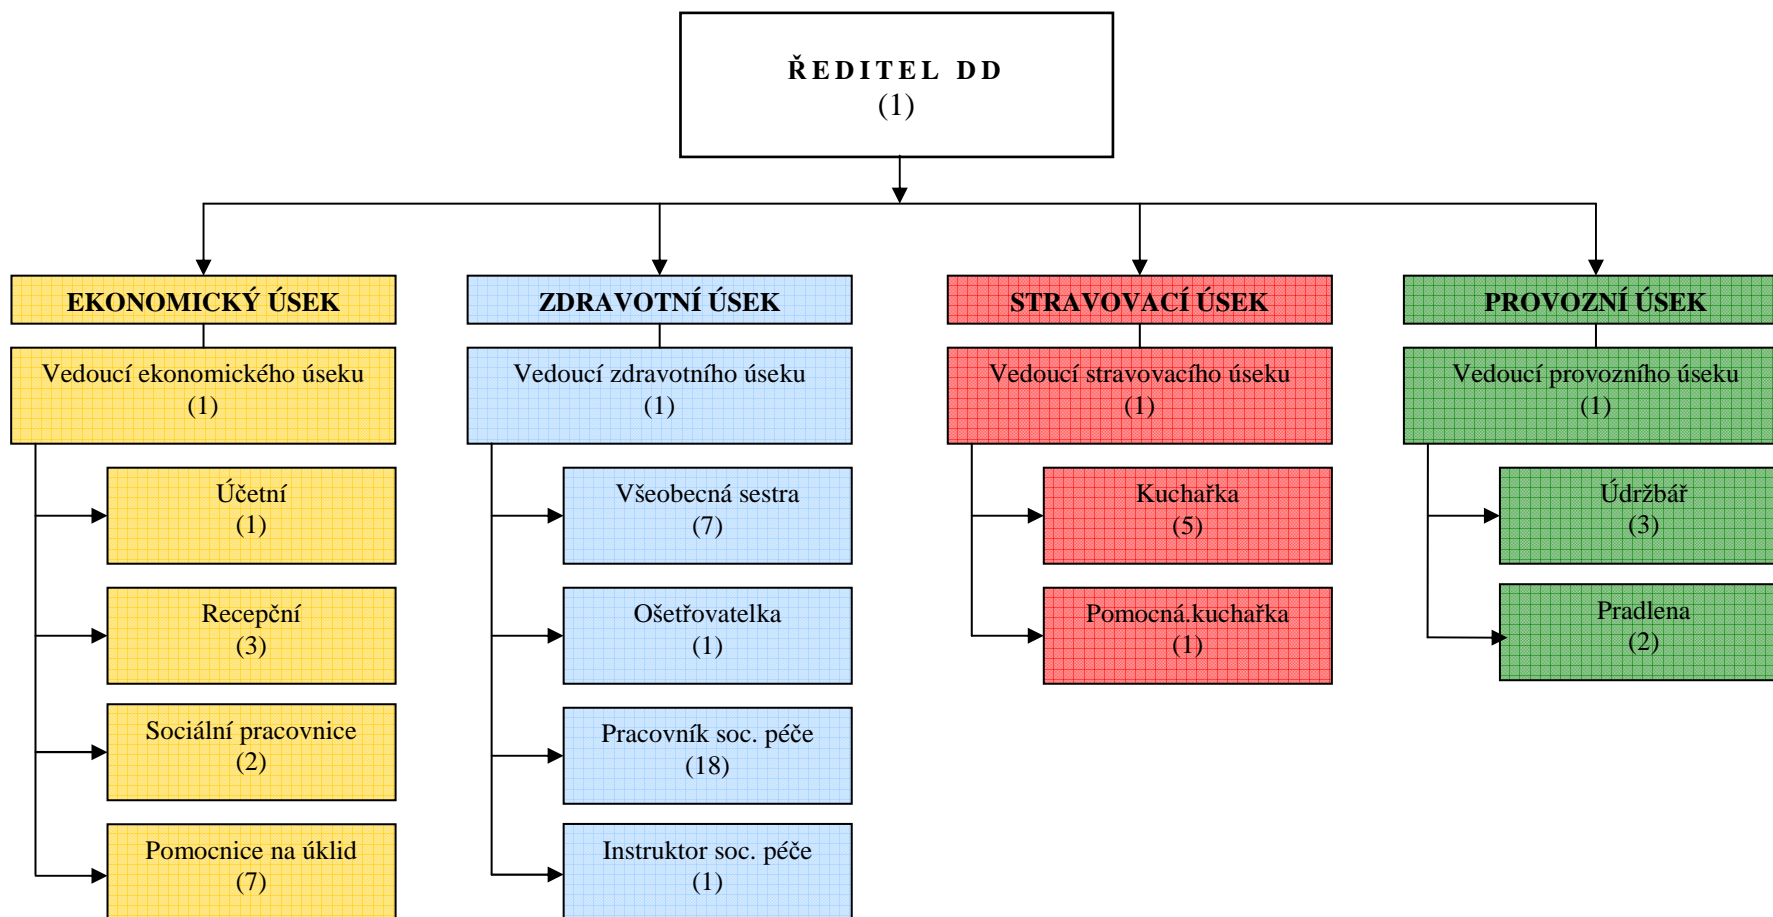 ŘEDITEL DD
(1)
EKONOMICKÝ ÚSEK
Vedoucí ekonomického úseku
(1)
Účetní
(1)
Recepční
(3)
Sociální pracovnice
(2)
Pomocnice na úklid
(7)
ZDRAVOTNÍ ÚSEK
Vedoucí zdravotního úseku
(1)
Všeobecná sestra
(7)
Ošetřovatelka
(1)
Pracovník soc. péče
(18)
Instruktor soc. péče
(1)
STRAVOVACÍ ÚSEK
Vedoucí stravovacího úseku
(1)
Kuchařka
(5)
Pomocná.kuchařka
(1)
PROVOZNÍ ÚSEK
Vedoucí provozního úseku
(1)
Údržbář
(3)
Pradlena
(2)